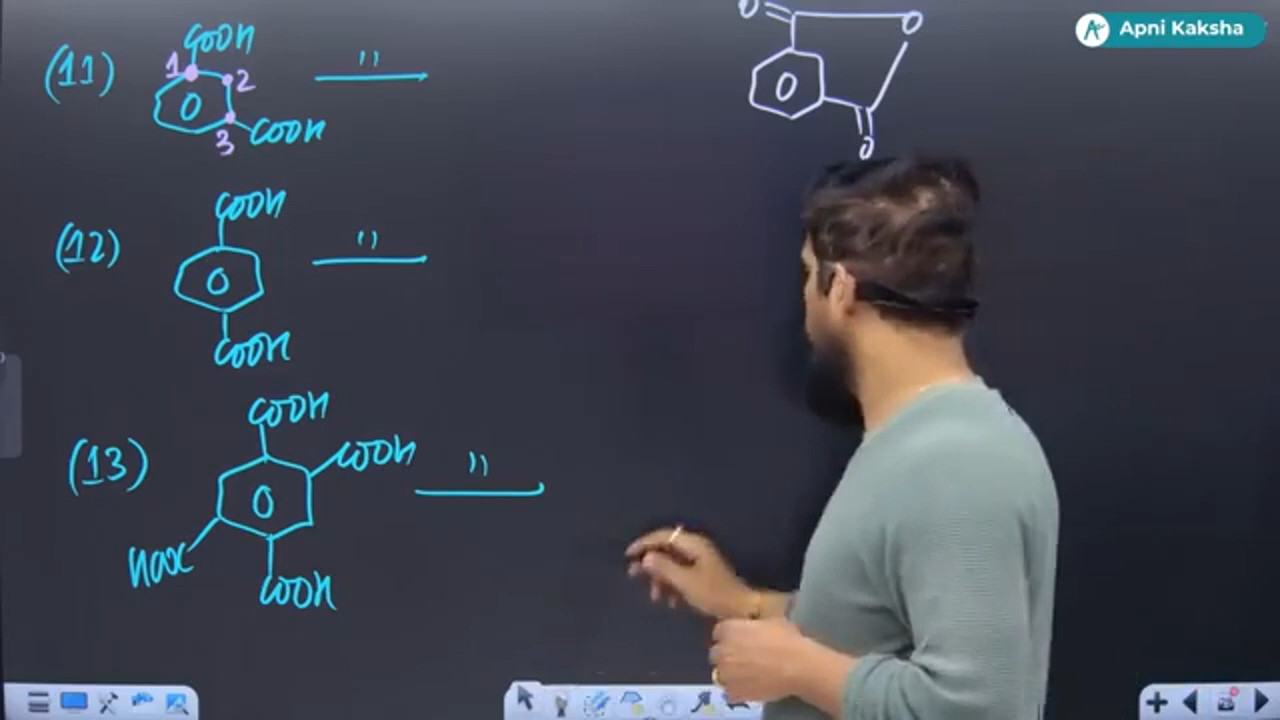 Apni Kaksha
O
O
O
(11)
COOH
1
2
3
COOH
"
(12)
COOH
COOH
"
(13)
COOH
COOH
HOOC
COOH
"